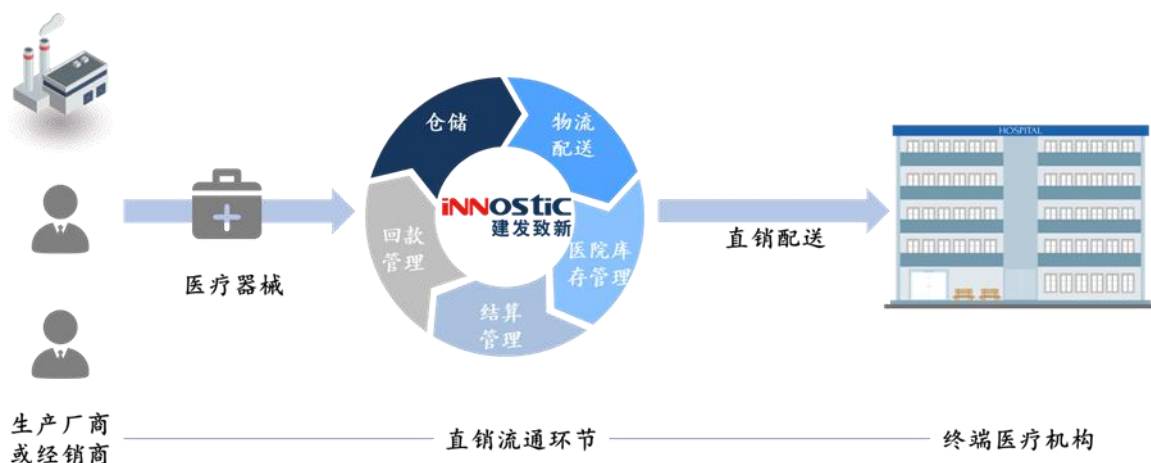 HOSPITAL
仓储
物流
配送
iNNOStiC
建发致新
回款
管理
医院库
存管理
结算
管理
医疗器械
直销配送
生产厂商
或经销商
直销流通环节
终端医疗机构